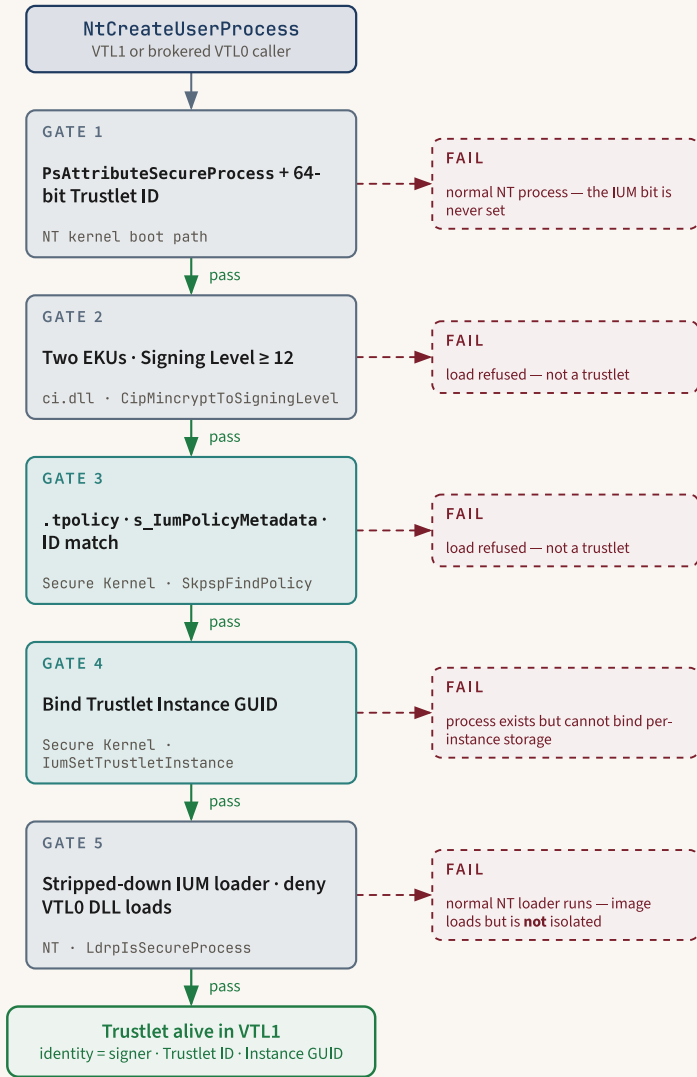 NtCreateUserProcess
VTL1 or brokered VTL0 caller
GATE 1
PsAttributeSecureProcess + 64-
bit Trustlet ID
NT kernel boot path
FAIL
normal NT process — the IUM bit is
never set
pass
GATE 2
Two EKUs · Signing Level ≥ 12
ci.dll · CipMincryptToSigningLevel
FAIL
load refused — not a trustlet
pass
GATE 3
.tpolicy · s_IumPolicyMetadata ·
ID match
Secure Kernel · SkpspFindPolicy
FAIL
load refused — not a trustlet
pass
GATE 4
Bind Trustlet Instance GUID
Secure Kernel ·
IumSetTrustletInstance
FAIL
process exists but cannot bind per-
instance storage
pass
GATE 5
Stripped-down IUM loader · deny
VTL0 DLL loads
NT · LdrpIsSecureProcess
FAIL
normal NT loader runs — image
loads but is not isolated
pass
Trustlet alive in VTL1
identity = signer · Trustlet ID · Instance GUID